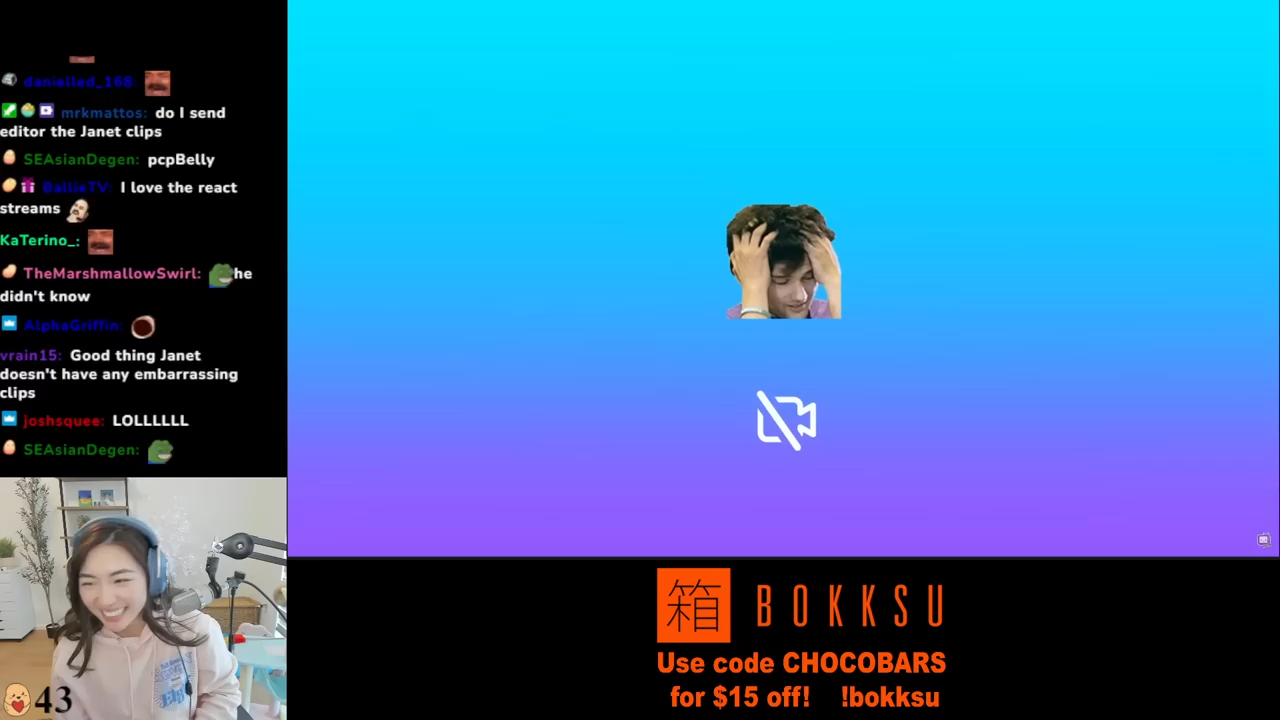 danielled_168:
mrkmattos: do I send
editor the Janet clips
SEAsianDegen: pcpBelly
BallieTV: I love the react
streams
KaTerino_:
TheMarshmallowSwirl: he
didn't know
AlphaGriffin:
vrain15: Good thing Janet
doesn't have any embarrassing
clips
joshsquee: LOLLLLLL
SEAsianDegen:
43
箱 BOKKSU
Use code CHOCOBARS
for $15 off! !bokksu